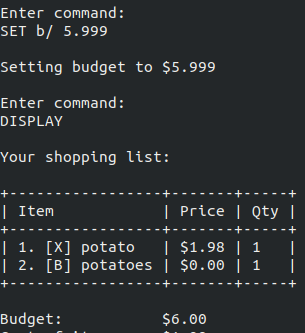 Enter command:
SET b/ 5.999
Setting budget to $5.999
Enter command:
DISPLAY
Your shopping list:
+-----------------+-------+-----+
| Item | Price | Qty |
+-----------------+-------+-----+
| 1. [X] potato | $1.98 | 1 |
| 2. [B] potatoes | $0.00 | 1 |
+-----------------+-------+-----+
Budget: $6.00